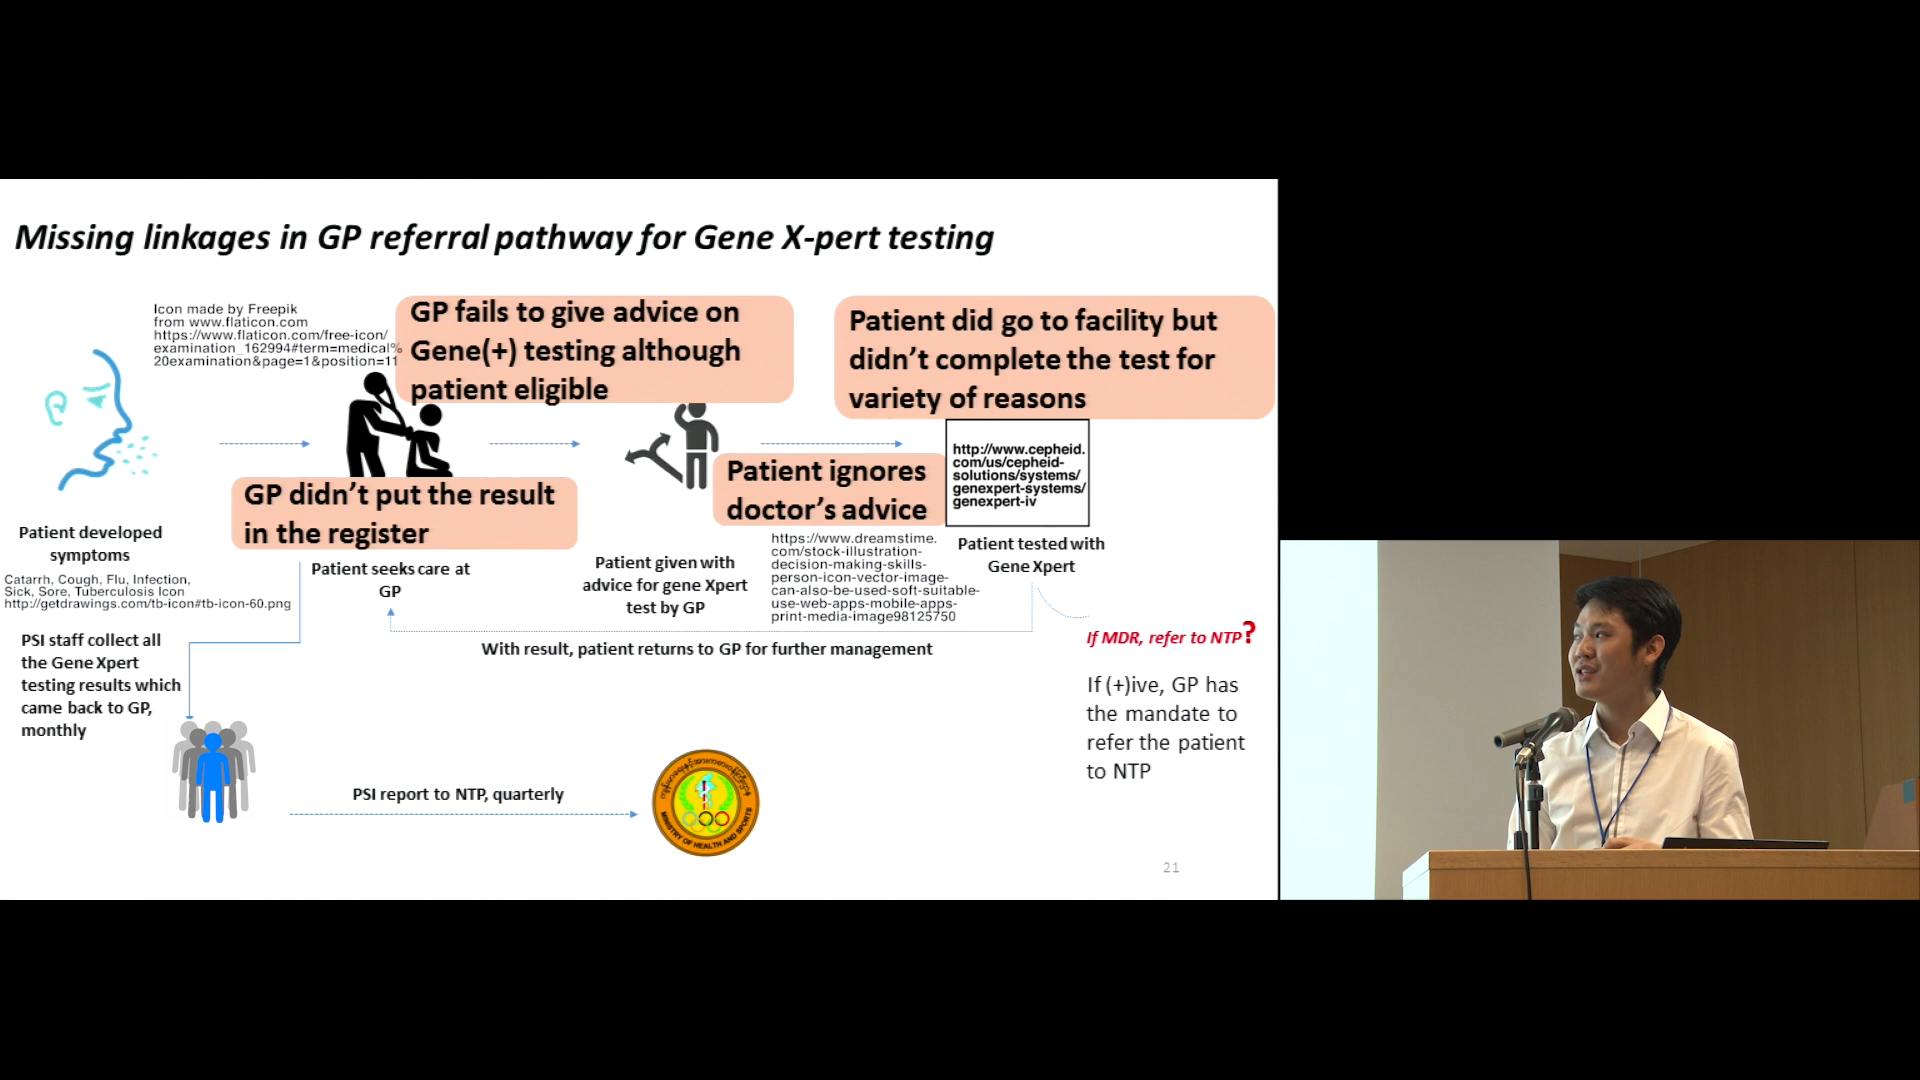 Missing linkages in GP referral pathway for Gene X-pert testing
Icon made by Freepik
from www.flaticon.com
https://www.flaticon.com/free-icon/
examination_162994#term=medical%
20examination&page=1&position=11
GP fails to give advice on
Gene(+) testing although
patient eligible
Patient did go to facility but
didn't complete the test for
variety of reasons
GP didn't put the result
in the register
Patient ignores
doctor's advice
http://www.cepheid.
com/us/cepheid-
solutions/systems/
genexpert-systems/
genexpert-iv
Patient developed
symptoms
Catarrh, Cough, Flu, Infection,
Sick, Sore, Tuberculosis Icon
http://getdrawings.com/tb-icon#tb-icon-60.png
Patient seeks care at
GP
Patient given with
advice for gene Xpert
test by GP
https://www.dreamstime.
com/stock-illustration-
decision-making-skills-
person-icon-vector-image-
can-also-be-used-soft-suitable-
use-web-apps-mobile-apps-
print-media-image98125750
Patient tested with
Gene Xpert
With result, patient returns to GP for further management
If MDR, refer to NTP?
If (+)ive, GP has
the mandate to
refer the patient
to NTP
PSI staff collect all
the Gene Xpert
testing results which
came back to GP,
monthly
PSI report to NTP, quarterly
MINISTRY OF HEALTH AND SPORTS
21